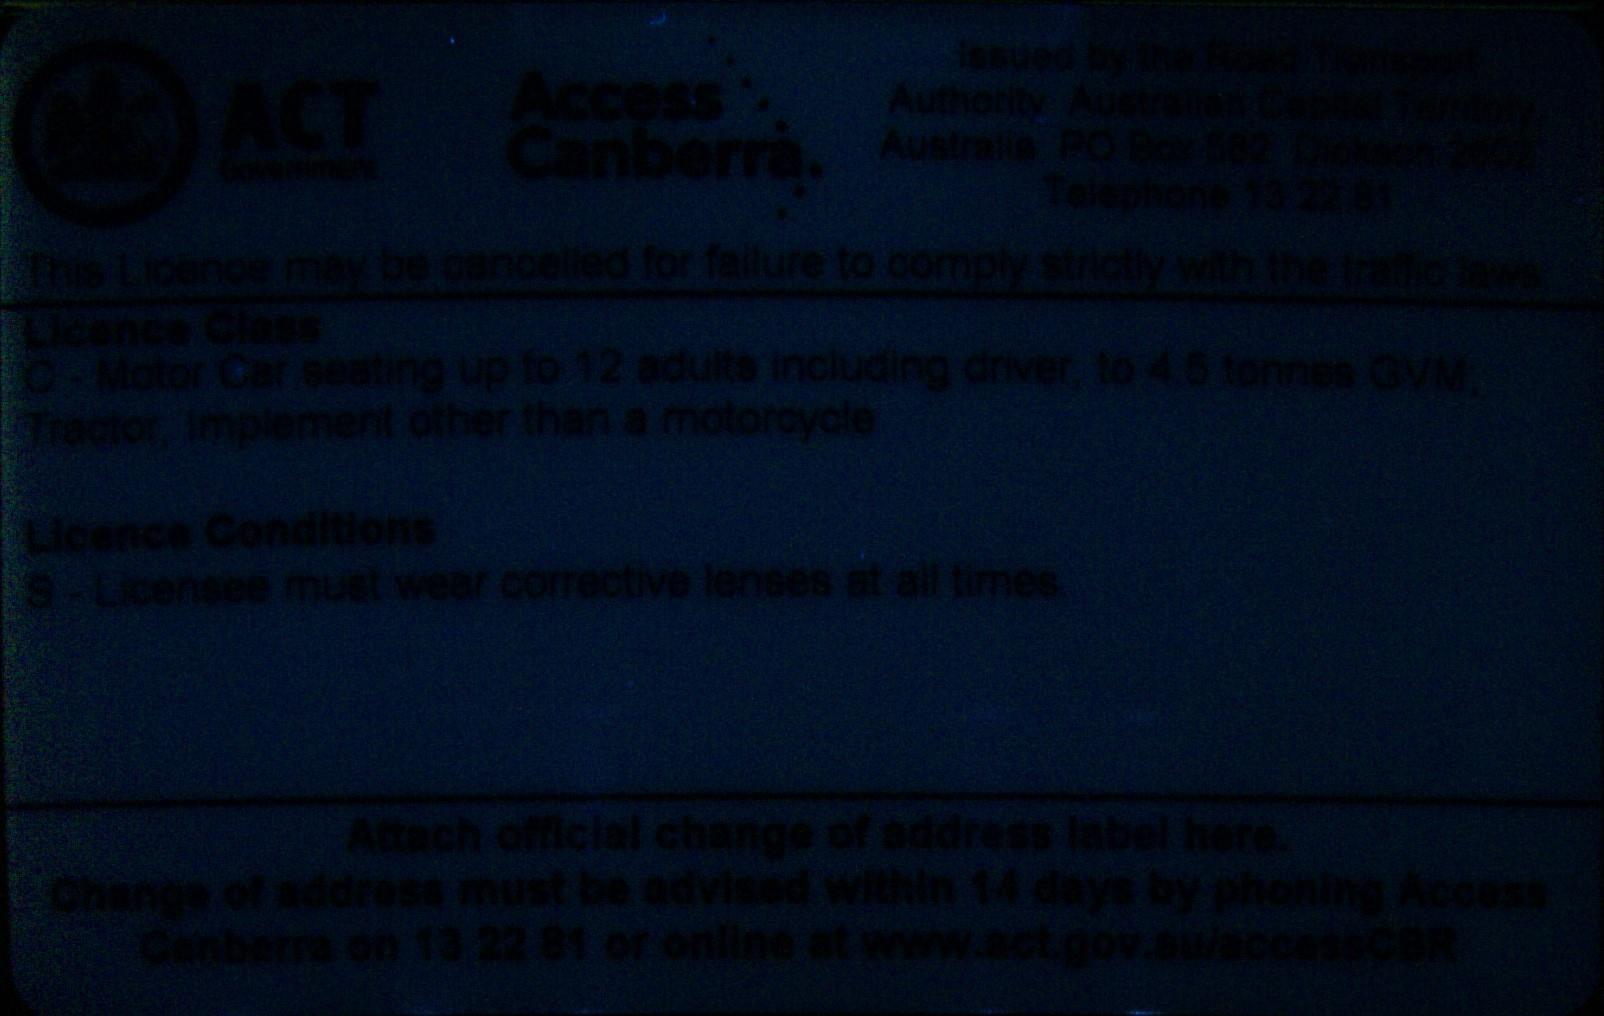 ACT
Government
Access
Canberra.
Issued by the Road Transport
Authority Australian Capital Territory,
Australia PO Box 582 Dickson 2602
Telephone 13 22 81
This Licence may be cancelled for failure to comply strictly with the traffic laws.
Licence Class
C - Motor Car seating up to 12 adults including driver, to 4.5 tonnes GVM;
Tractor, Implement other than a motorcycle
Licence Conditions
S - Licensee must wear corrective lenses at all times.
Attach official change of address label here.
Change of address must be advised within 14 days by phoning Access
Canberra on 13 22 81 or online at www.act.gov.au/accessCBR